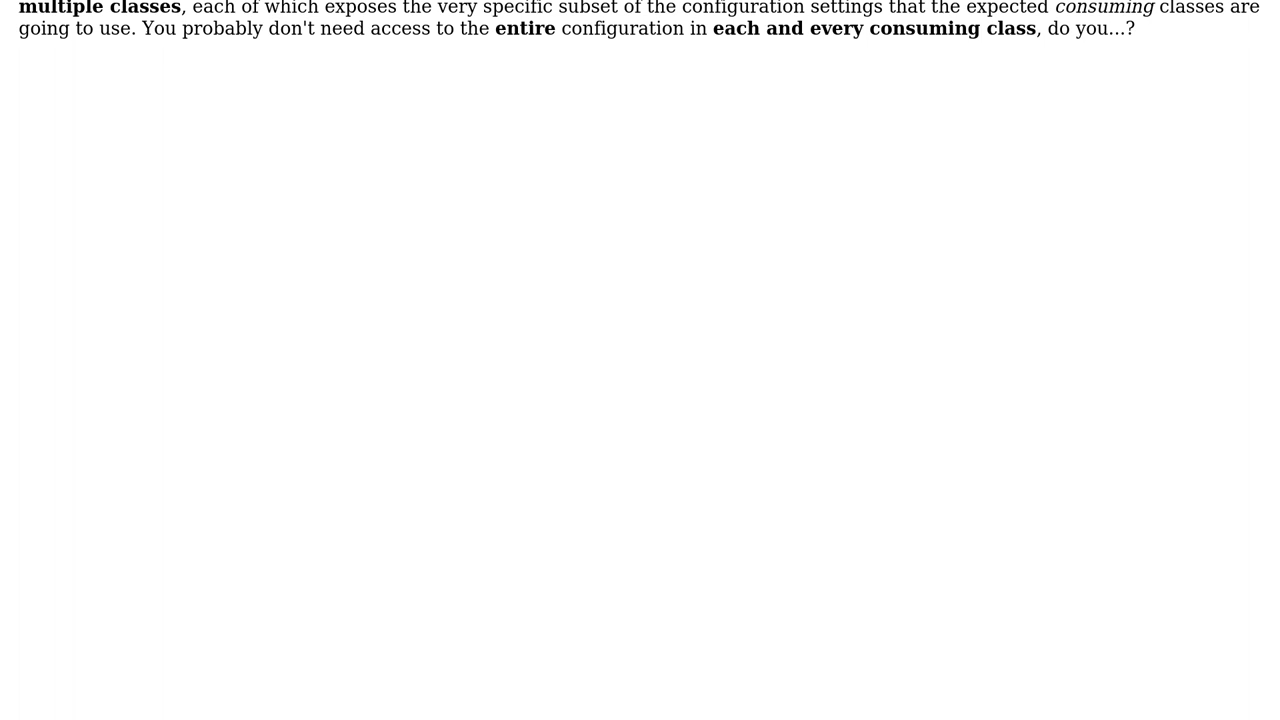 multiple classes, each of which exposes the very specific subset of the configuration settings that the expected consuming classes are
going to use. You probably don't need access to the entire configuration in each and every consuming class, do you...?